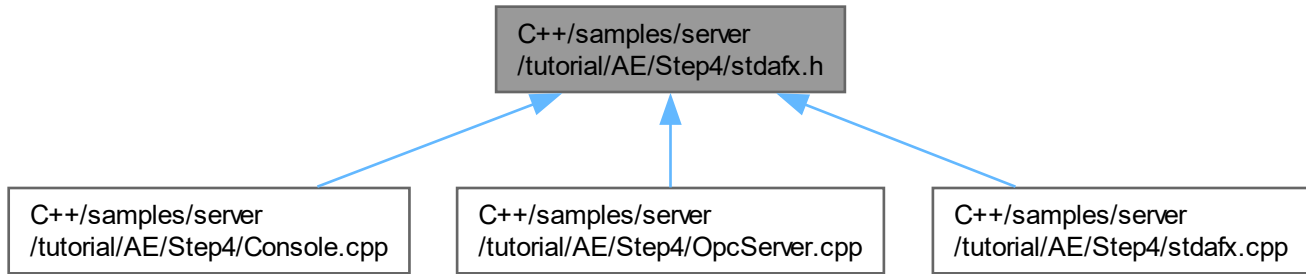 C++/samples/server
/tutorial/AE/Step4/stdafx.h
C++/samples/server
/tutorial/AE/Step4/Console.cpp
C++/samples/server
/tutorial/AE/Step4/OpcServer.cpp
C++/samples/server
/tutorial/AE/Step4/stdafx.cpp